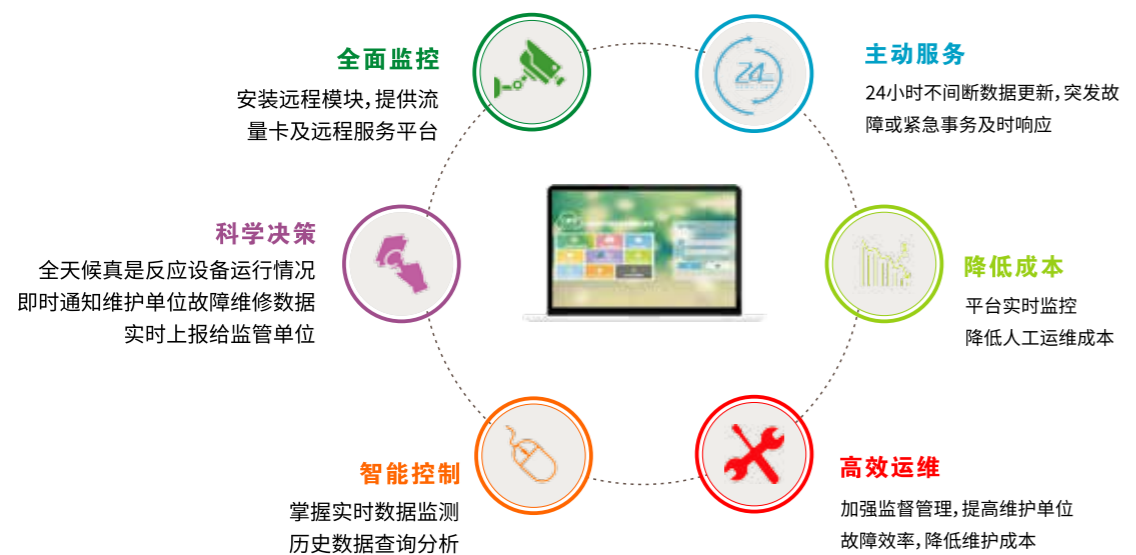 全面监控
安装远程模块，提供流
量卡及远程服务平台
主动服务
24小时不间断数据更新，突发故
障或紧急事务及时响应
24
科学决策
全天候真是反应设备运行情况
即时通知维护单位故障维修数据
实时上报给监管单位
降低成本
平台实时监控
降低人工运维成本
智能控制
掌握实时数据监测
历史数据查询分析
高效运维
加强监督管理，提高维护单位
故障效率，降低维护成本